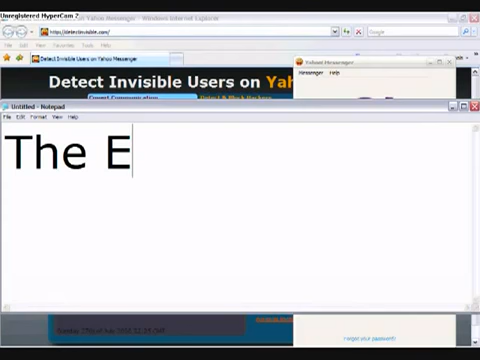 Unregistered HyperCam 2
Yahoo Messenger - Windows Internet Explorer
http://detectinvisible.com/
Google
File Edit View Favorites Tools Help
Detect Invisible Users on Yahoo Messenger
Detect Invisible Users on Yaho
Yahoo! Messenger
Messenger Help
Untitled - Notepad
File Edit Format View Help
The E
Forgot your password?